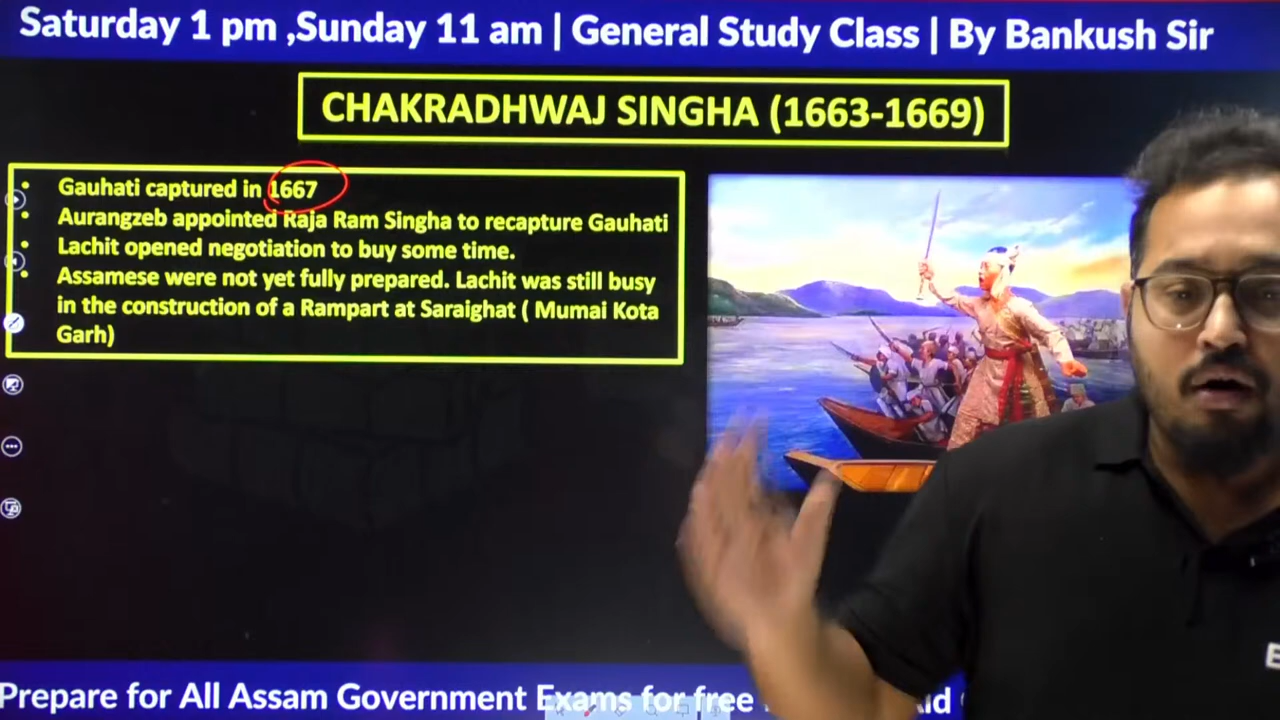 Saturday 1 pm ,Sunday 11 am | General Study Class | By Bankush Sir
CHAKRADHWAJ SINGHA (1663-1669)
• Gauhati captured in 1667
• Aurangzeb appointed Raja Ram Singha to recapture Gauhati
• Lachit opened negotiation to buy some time.
• Assamese were not yet fully prepared. Lachit was still busy
in the construction of a Rampart at Saraighat ( Mumai Kota
Garh)
Prepare for All Assam Government Exams for free